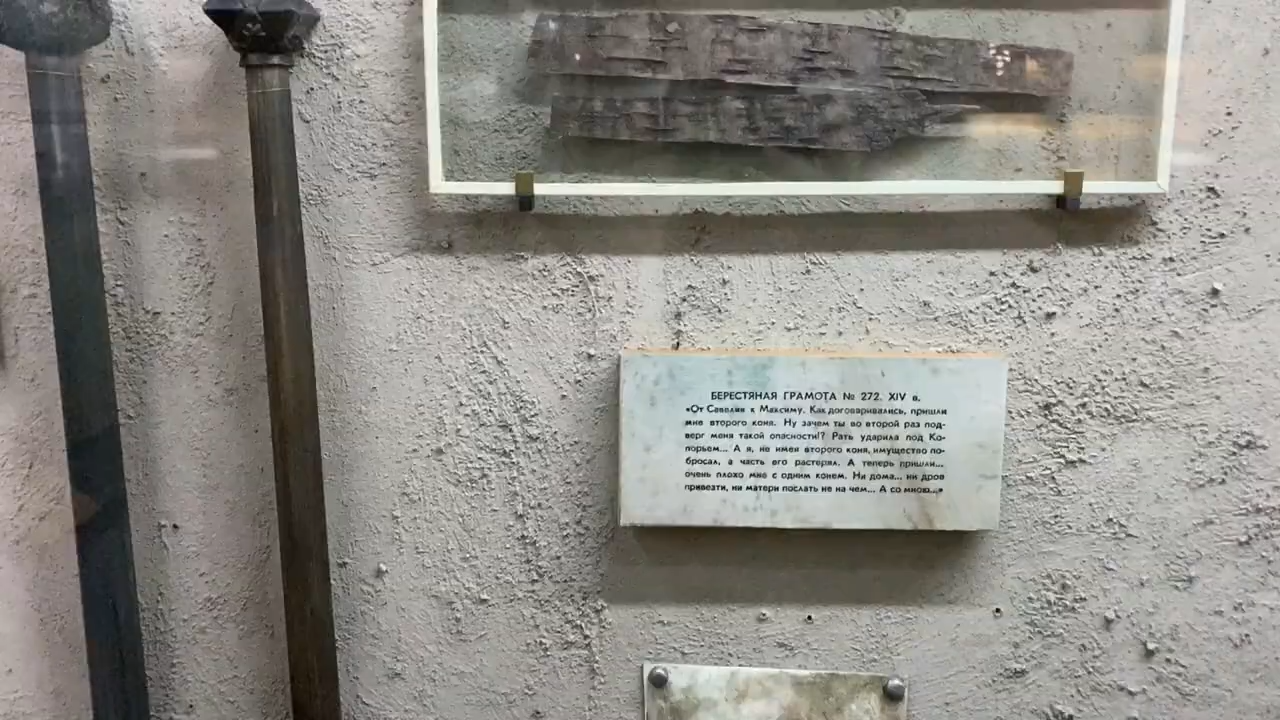 БЕРЕСТЯНАЯ ГРАМОТА № 272. XIV в.
«От Савелия к Максиму. Как договаривались, пришли
мне второго коня. Ну зачем ты во второй раз под-
верг меня такой опасности!? Рать ударила под Ко-
порьем... А я, не имея второго коня, имущество по-
бросал, а часть его растерял. А теперь пришли...
очень плохо мне с одним конем. Ни дома... ни дров
привезти, ни матери послать не на чем... А со мною...»